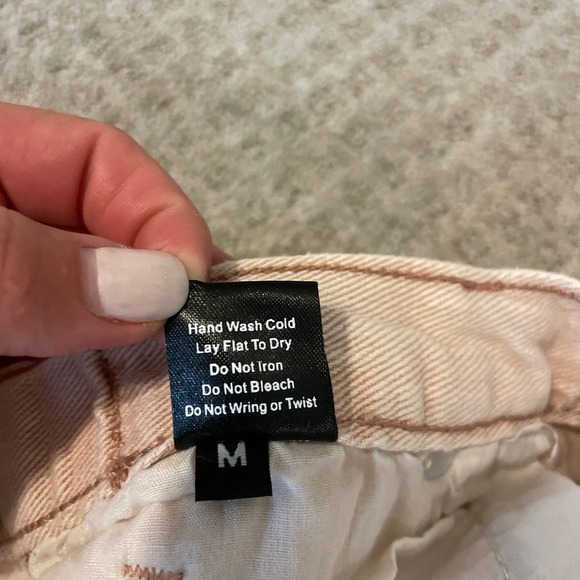 Hand Wash Cold
Lay Flat To Dry
Do Not Iron
Do Not Bleach
Do Not Wring or Twist
M